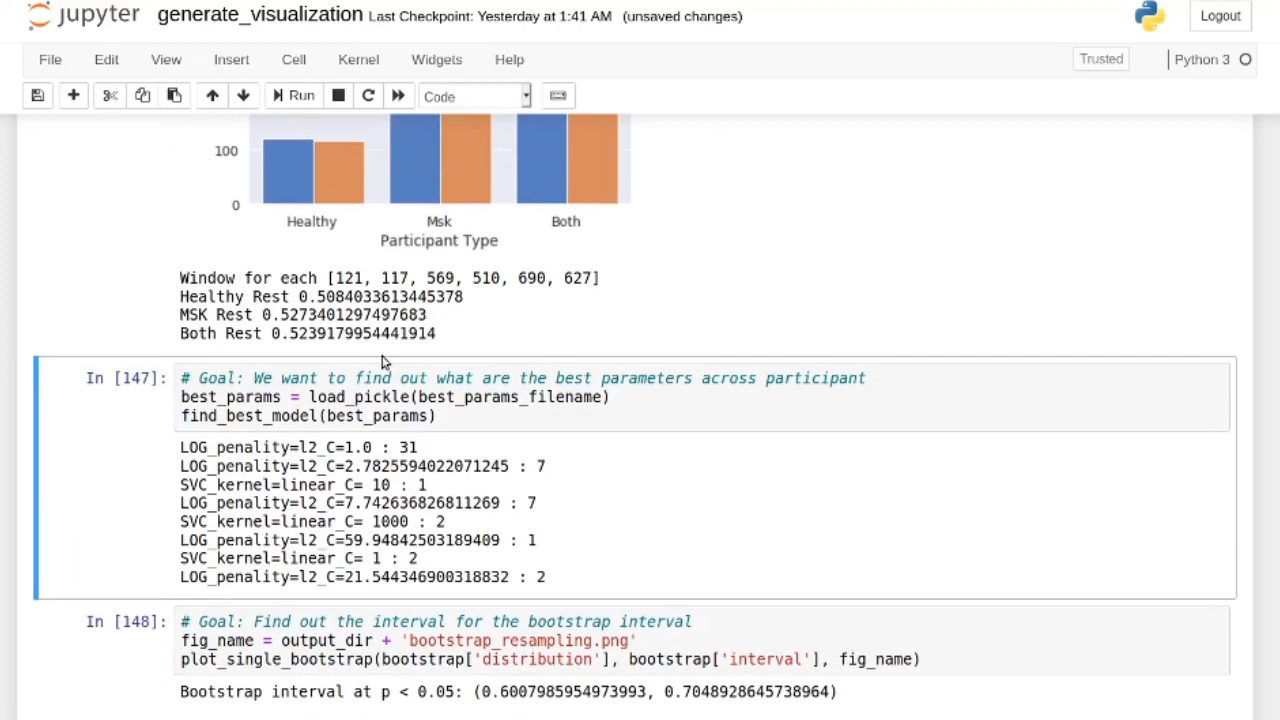 jupyter generate_visualization Last Checkpoint: Yesterday at 1:41 AM (unsaved changes) Logout
File Edit View Insert Cell Kernel Widgets Help Trusted Python 3
Run Code
100
0
Healthy Msk Both
Participant Type
Window for each [121, 117, 569, 510, 690, 627]
Healthy Rest 0.5084033613445378
MSK Rest 0.5273401297497683
Both Rest 0.5239179954441914
In [147]: # Goal: We want to find out what are the best parameters across participant
best_params = load_pickle(best_params_filename)
find_best_model(best_params)
LOG_penality=l2_C=1.0 : 31
LOG_penality=l2_C=2.7825594022071245 : 7
SVC_kernel=linear_C= 10 : 1
LOG_penality=l2_C=7.742636826811269 : 7
SVC_kernel=linear_C= 1000 : 2
LOG_penality=l2_C=59.94842503189409 : 1
SVC_kernel=linear_C= 1 : 2
LOG_penality=l2_C=21.544346900318832 : 2
In [148]: # Goal: Find out the interval for the bootstrap interval
fig_name = output_dir + 'bootstrap_resampling.png'
plot_single_bootstrap(bootstrap['distribution'], bootstrap['interval'], fig_name)
Bootstrap interval at p < 0.05: (0.6007985954973993, 0.7048928645738964)